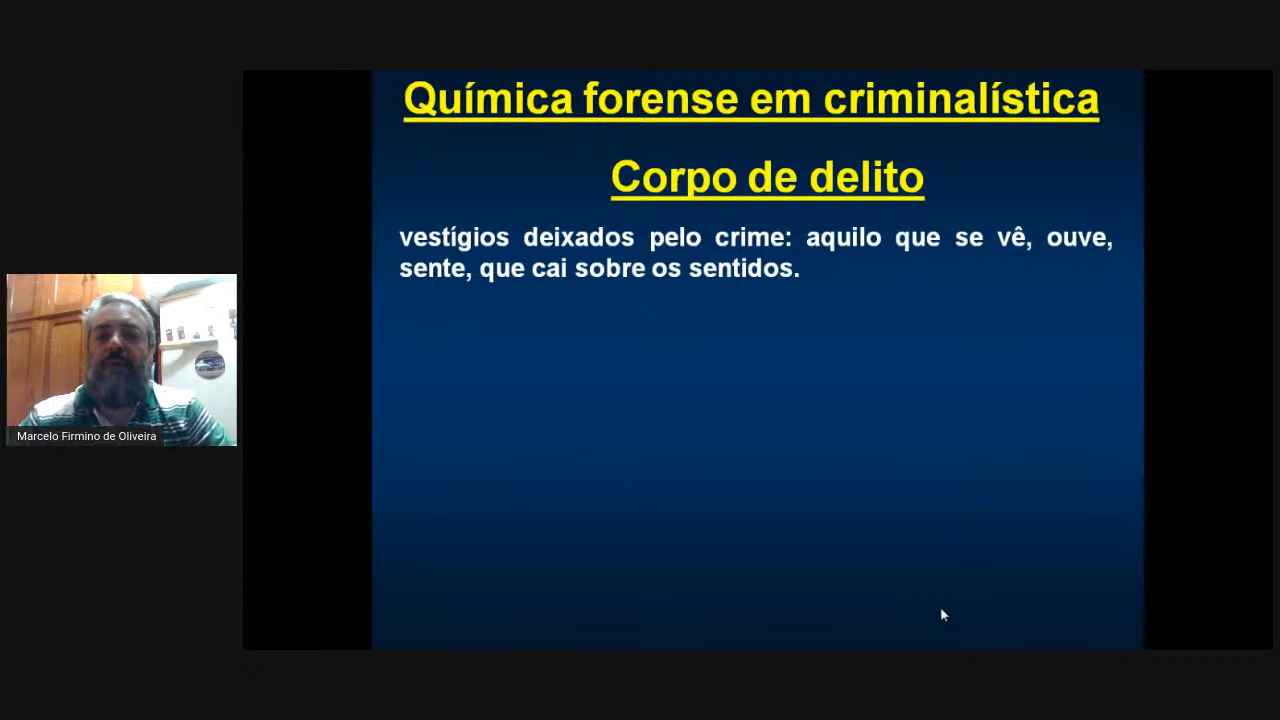 Química forense em criminalística
Corpo de delito
vestígios deixados pelo crime: aquilo que se vê, ouve,
sente, que cai sobre os sentidos.
Marcelo Firmino de Oliveira